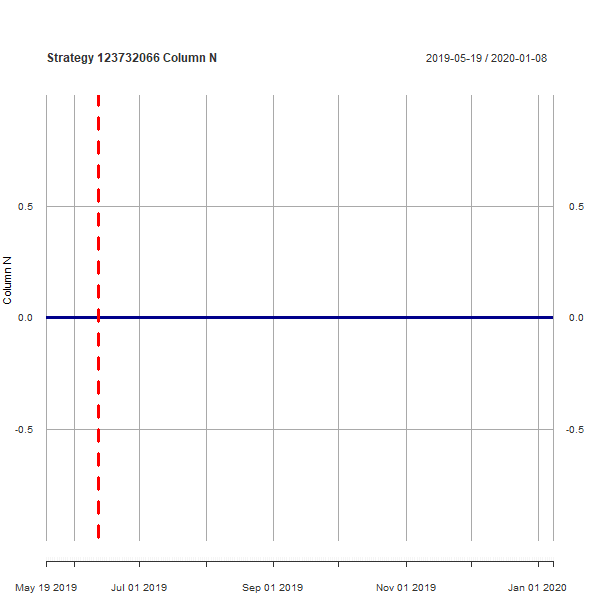 Strategy 123732066 Column N
2019-05-19 / 2020-01-08
0.5
0.5
Column N
0.0
0.0
-0.5
-0.5
May 19 2019
Jul 01 2019
Sep 01 2019
Nov 01 2019
Jan 01 2020